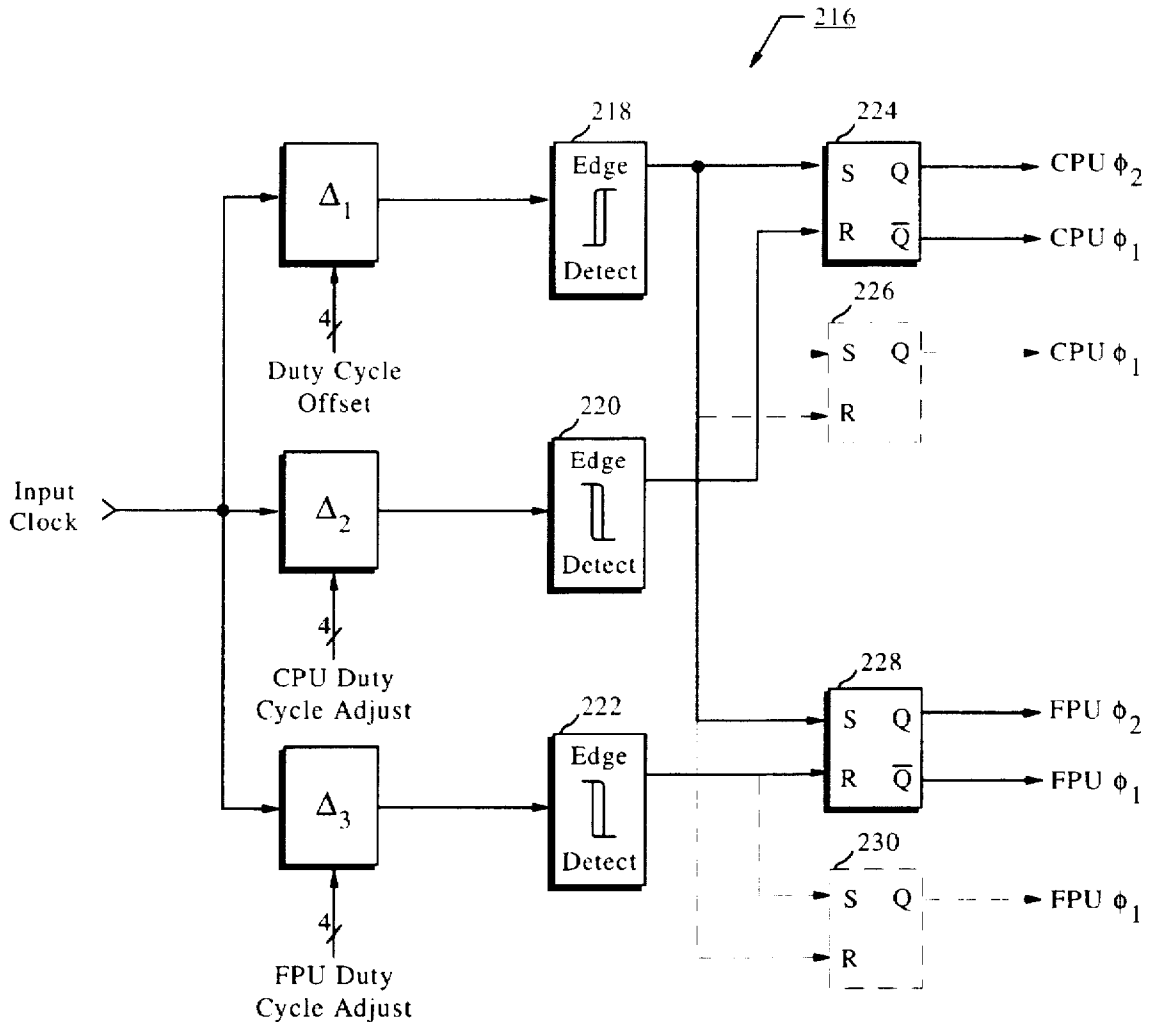 216
218
224
Edge
Detect
Δ1
S Q
R Q̅
CPU ϕ2
CPU ϕ1
4
Duty Cycle
Offset
226
S Q
R
CPU ϕ1
220
Edge
Detect
Input
Clock
Δ2
4
CPU Duty
Cycle Adjust
222
Edge
Detect
228
S Q
R Q̅
FPU ϕ2
FPU ϕ1
Δ3
230
S Q
R
FPU ϕ1
4
FPU Duty
Cycle Adjust